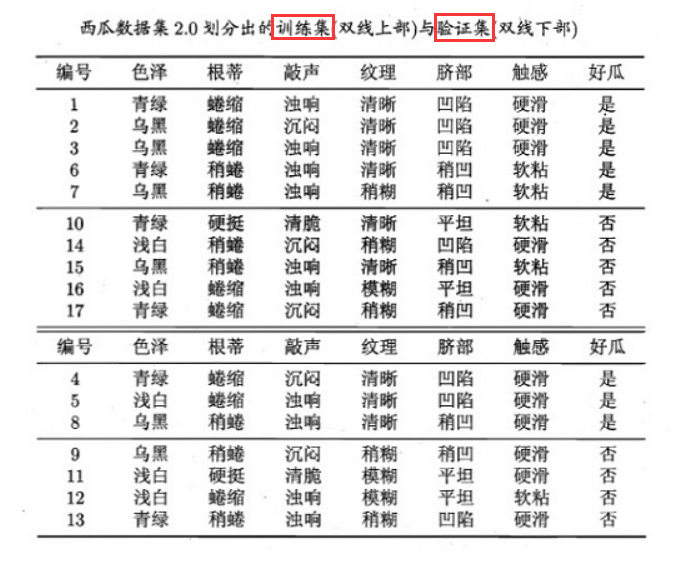 西瓜数据集2.0划分出的训练集(双线上部)与验证集(双线下部)
编号 色泽 根蒂 敲声 纹理 脐部 触感 好瓜
1 青绿 蜷缩 浊响 清晰 凹陷 硬滑 是
2 乌黑 蜷缩 沉闷 清晰 凹陷 硬滑 是
3 乌黑 蜷缩 浊响 清晰 凹陷 硬滑 是
6 青绿 稍蜷 浊响 清晰 稍凹 软粘 是
7 乌黑 稍蜷 浊响 稍糊 稍凹 软粘 是
10 青绿 硬挺 清脆 清晰 平坦 软粘 否
14 浅白 稍蜷 沉闷 稍糊 凹陷 硬滑 否
15 乌黑 稍蜷 浊响 清晰 稍凹 软粘 否
16 浅白 蜷缩 浊响 模糊 平坦 硬滑 否
17 青绿 蜷缩 沉闷 稍糊 稍凹 硬滑 否
编号 色泽 根蒂 敲声 纹理 脐部 触感 好瓜
4 青绿 蜷缩 沉闷 清晰 凹陷 硬滑 是
5 浅白 蜷缩 浊响 清晰 凹陷 硬滑 是
8 乌黑 稍蜷 浊响 清晰 稍凹 硬滑 是
9 乌黑 稍蜷 沉闷 稍糊 稍凹 硬滑 否
11 浅白 硬挺 清脆 模糊 平坦 硬滑 否
12 浅白 蜷缩 浊响 模糊 平坦 软粘 否
13 青绿 稍蜷 浊响 稍糊 凹陷 硬滑 否